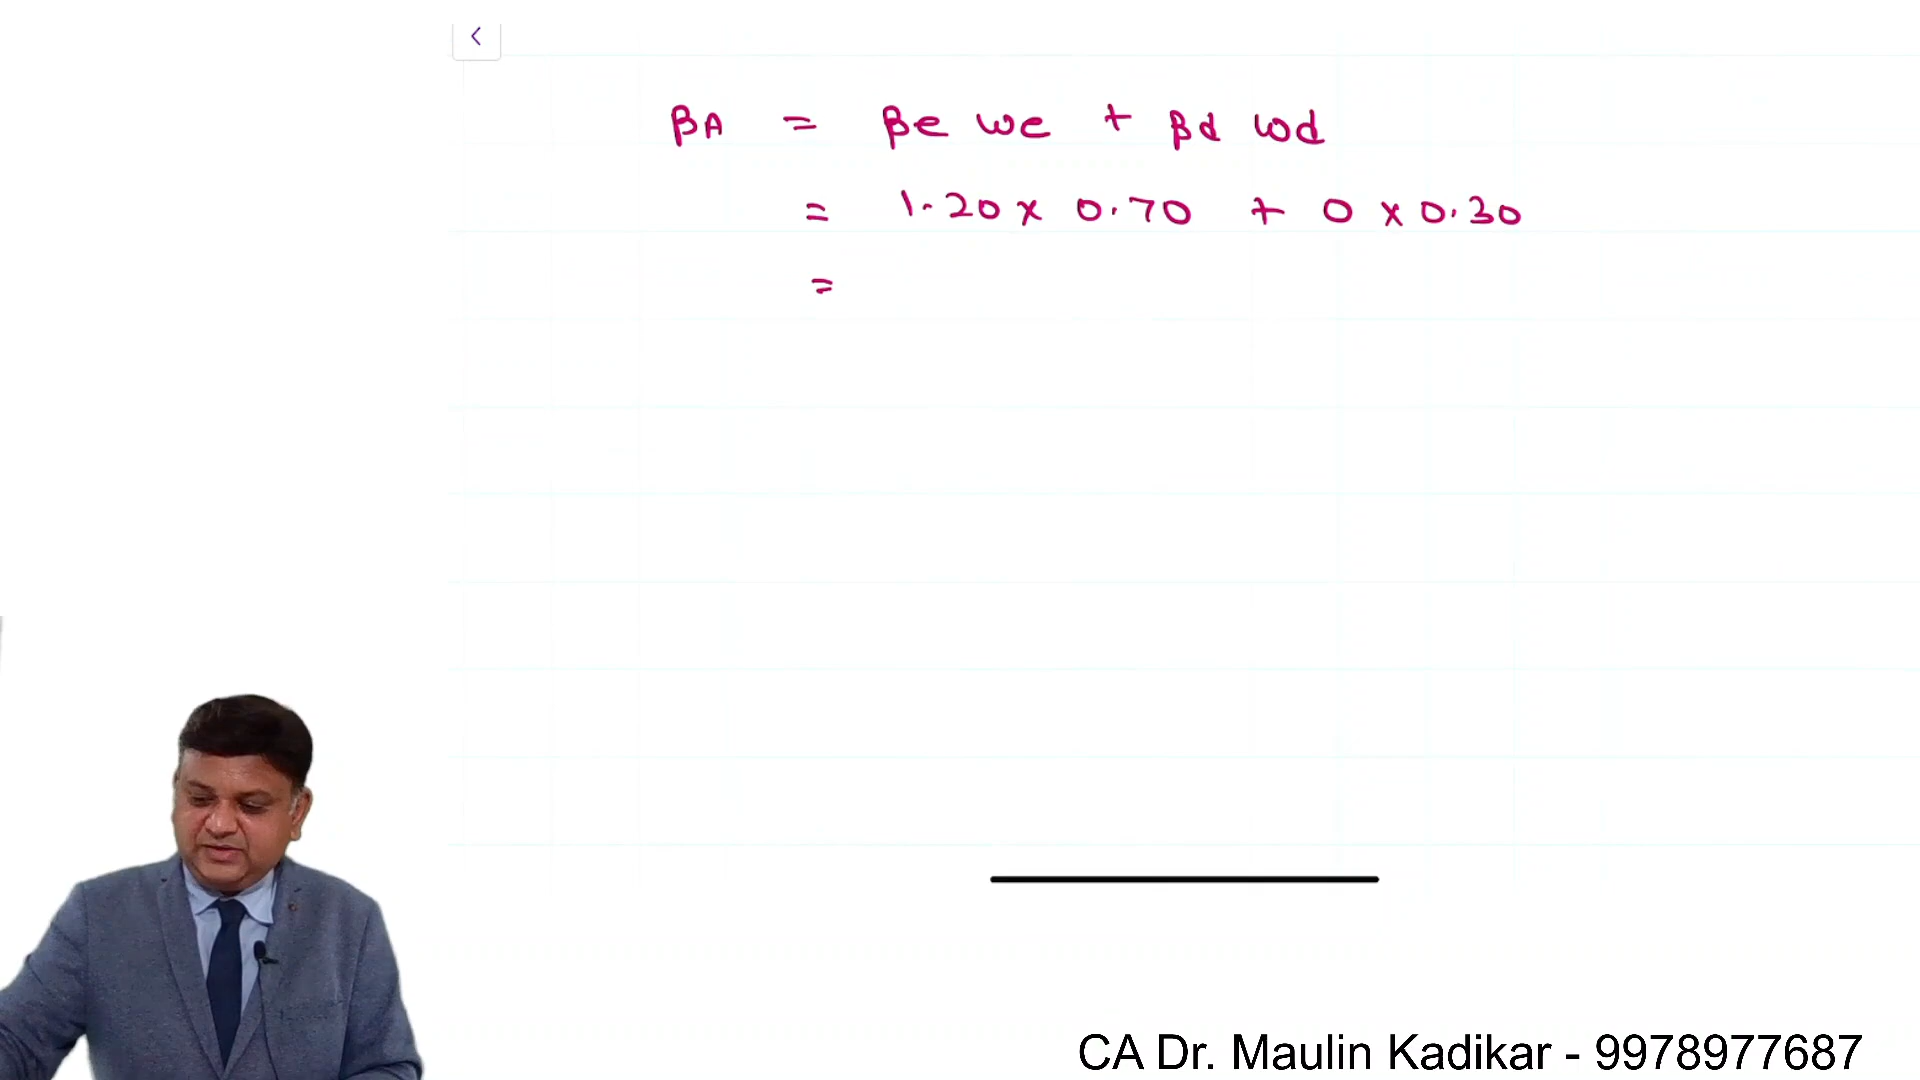 βA = βe we + βd wd
= 1.20 x 0.70 + 0 x 0.30
=
CA Dr. Maulin Kadikar - 9978977687